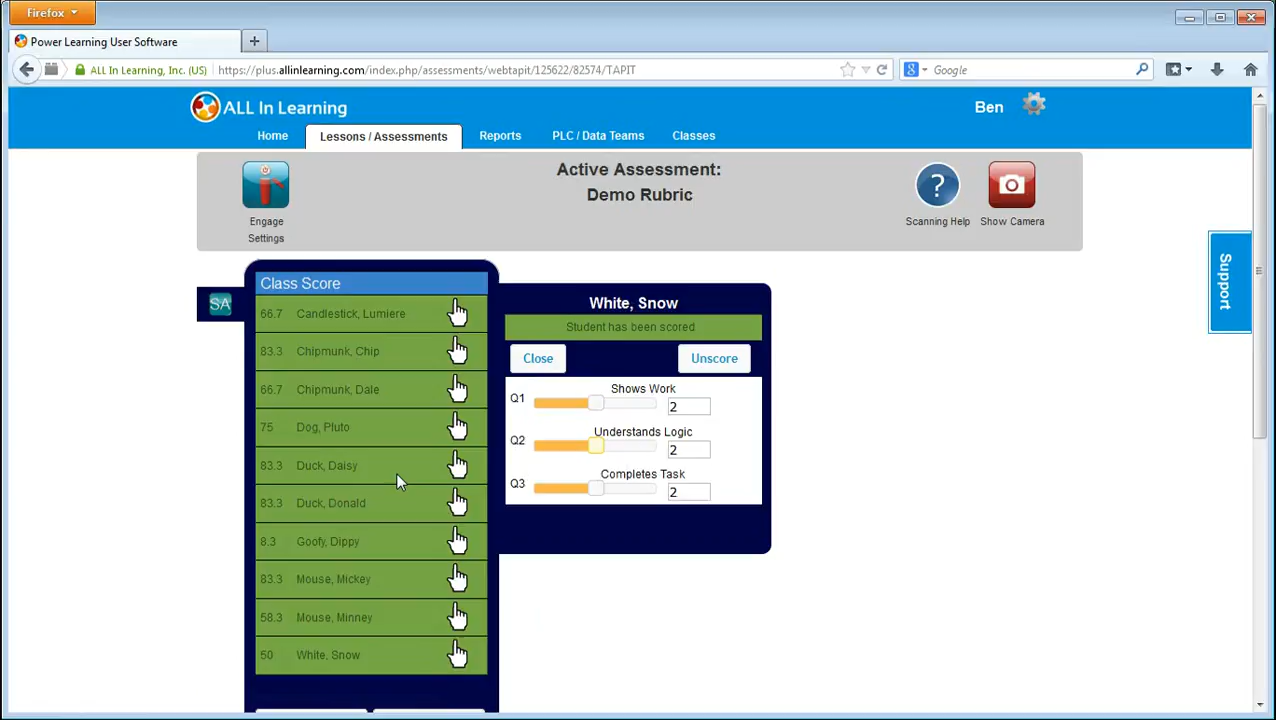 Firefox
Power Learning User Software
ALL In Learning, Inc. (US)
https://plus.allinlearning.com/index.php/assessments/webtapit/125622/82574/TAPIT
Google
ALL In Learning
Ben
Home
Lessons / Assessments
Reports
PLC / Data Teams
Classes
Engage
Settings
Active Assessment:
Demo Rubric
?
Scanning Help
Show Camera
Support
SA
Class Score
66.7 Candlestick, Lumiere
83.3 Chipmunk, Chip
66.7 Chipmunk, Dale
75 Dog, Pluto
83.3 Duck, Daisy
83.3 Duck, Donald
8.3 Goofy, Dippy
83.3 Mouse, Mickey
58.3 Mouse, Minney
50 White, Snow
White, Snow
Student has been scored
Close
Unscore
Shows Work
Q1 2
Understands Logic
Q2 2
Completes Task
Q3 2